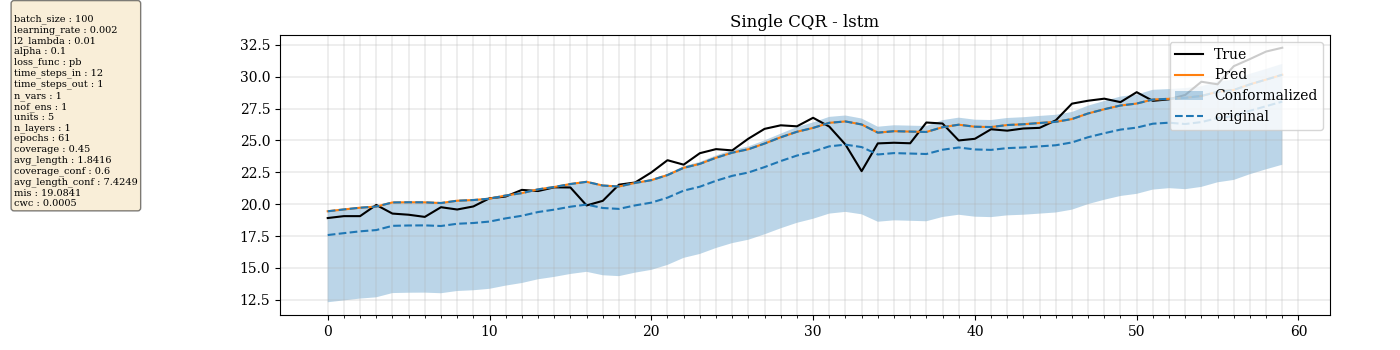 batch_size : 100
learning_rate : 0.002
l2_lambda : 0.01
alpha : 0.1
loss_func : pb
time_steps_in : 12
time_steps_out : 1
n_vars : 1
nof_ens : 1
units : 5
n_layers : 1
epochs : 61
coverage : 0.45
avg_length : 1.8416
coverage_conf : 0.6
avg_length_conf : 7.4249
mis : 19.0841
cwc : 0.0005
Single CQR - lstm
32.5
30.0
27.5
25.0
22.5
20.0
17.5
15.0
12.5
True
Pred
Conformalized
original
0 10 20 30 40 50 60